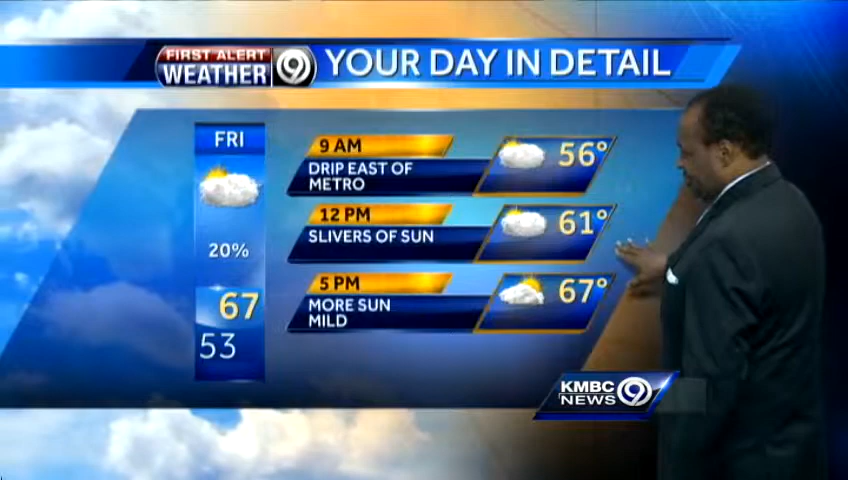 FIRST ALERT
WEATHER 9
YOUR DAY IN DETAIL
FRI
20%
67
53
9 AM
DRIP EAST OF
METRO
56°
12 PM
SLIVERS OF SUN
61°
5 PM
MORE SUN
MILD
67°
KMBC 9
NEWS